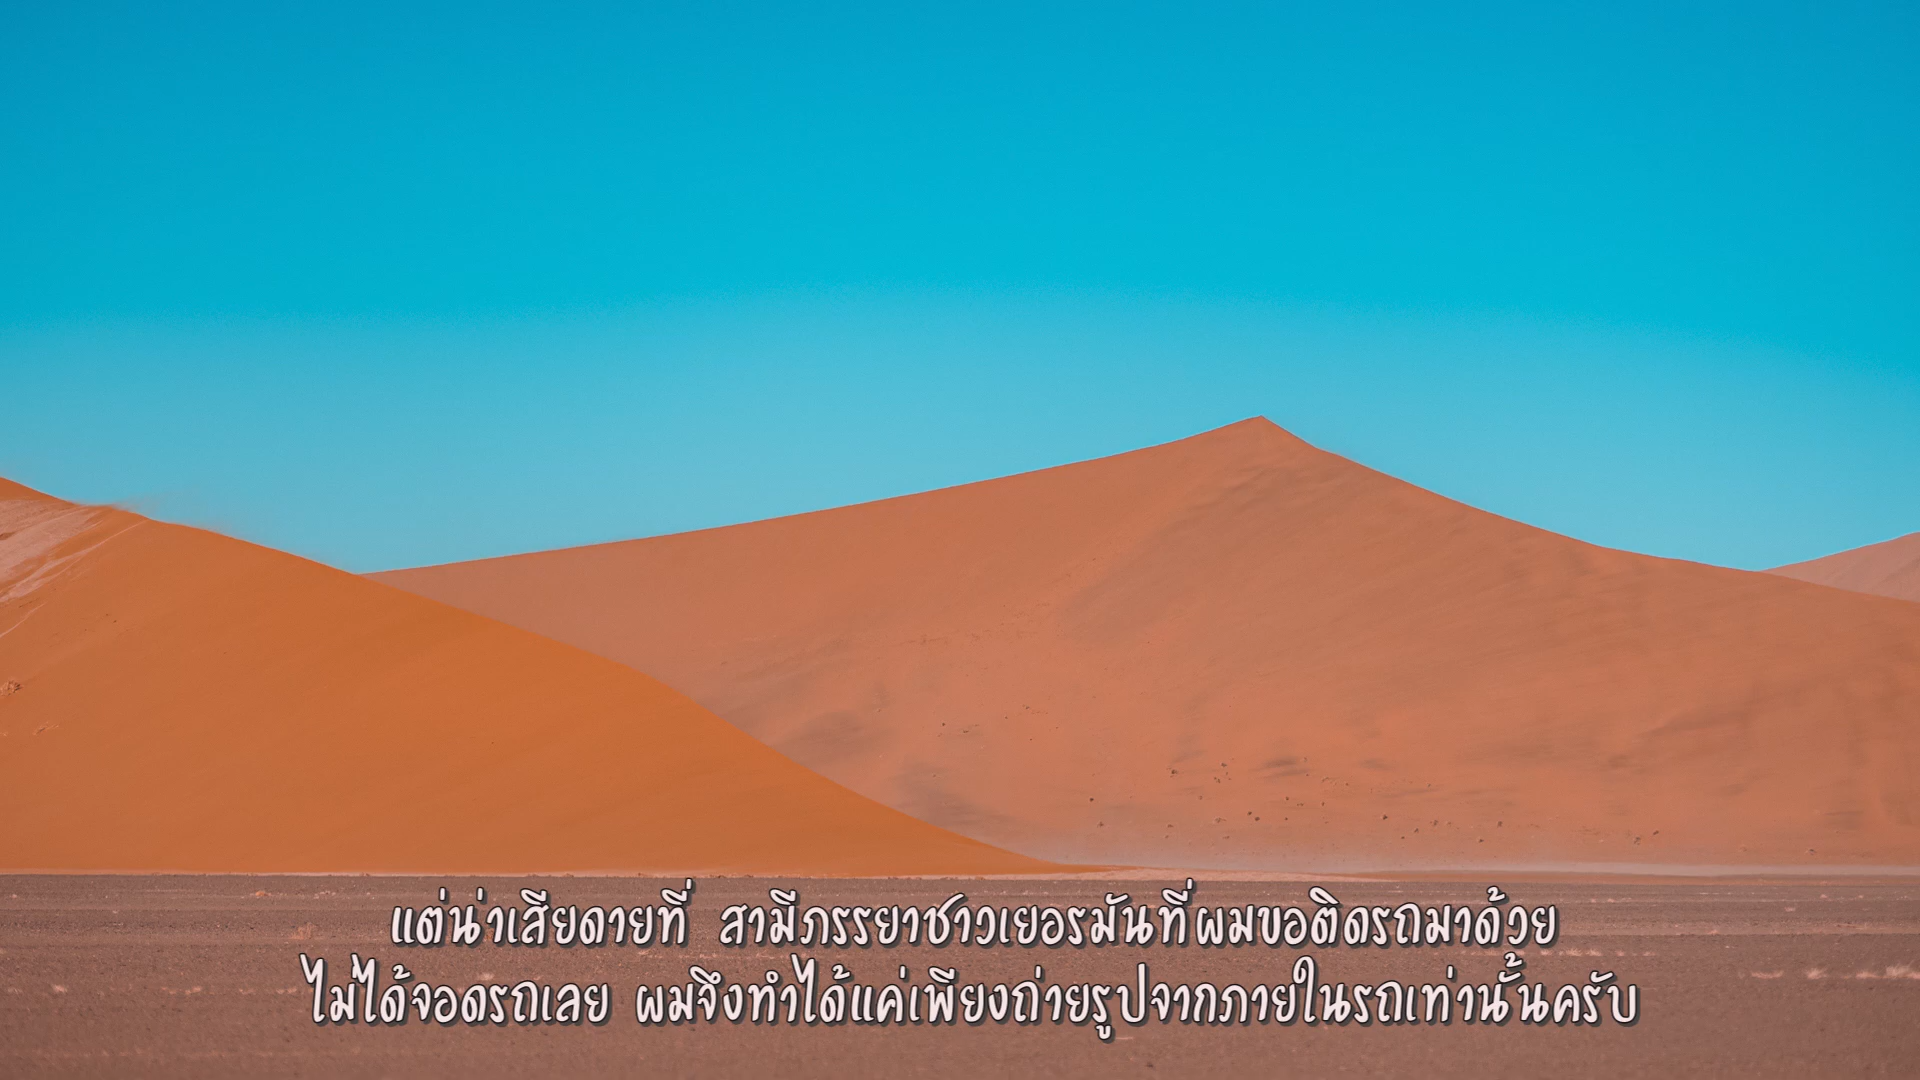 แต่น่าเสียดายที่ สามีภรรยาชาวเยอรมันที่ผมขอติดรถมาด้วย
ไม่ได้จอดรถเลย ผมจึงทำได้แค่เพียงถ่ายรูปจากภายในรถเท่านั้นครับ